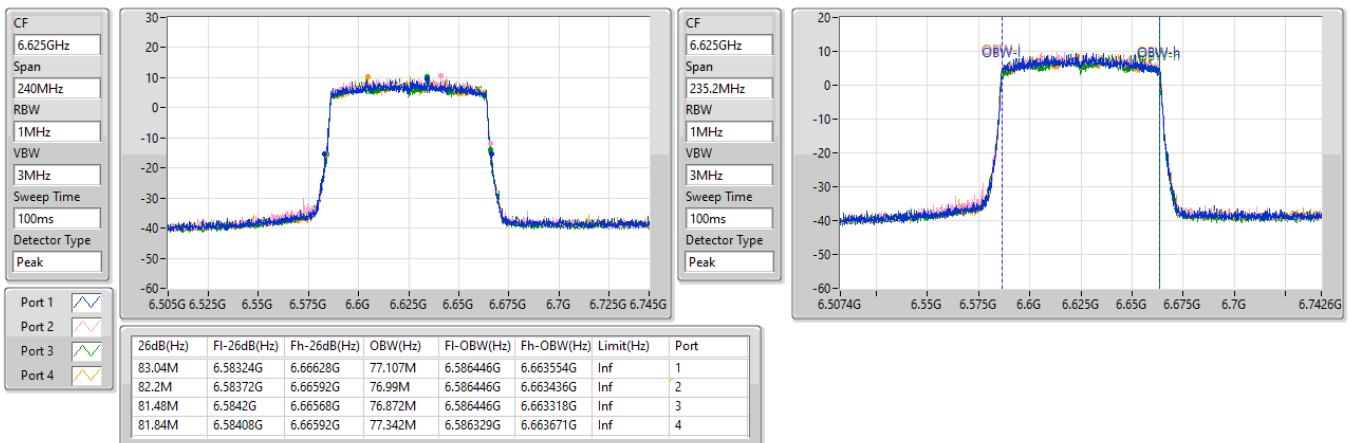 CF
6.625GHz
Span
240MHz
RBW
1MHz
VBW
3MHz
Sweep Time
100ms
Detector Type
Peak
30
20
10
0
-10
-20
-30
-40
-50
-60
6.505G 6.525G 6.55G 6.575G 6.6G 6.625G 6.65G 6.675G 6.7G 6.725G 6.745G
CF
6.625GHz
Span
235.2MHz
RBW
1MHz
VBW
3MHz
Sweep Time
100ms
Detector Type
Peak
20
10
0
-10
-20
-30
-40
-50
-60
OBW-l OBW-h
6.5074G 6.55G 6.575G 6.6G 6.625G 6.65G 6.675G 6.7G 6.7426G
Port 1
Port 2
Port 3
Port 4
26dB(Hz) Fl-26dB(Hz) Fh-26dB(Hz) OBW(Hz) Fl-OBW(Hz) Fh-OBW(Hz) Limit(Hz) Port
83.04M 6.58324G 6.66628G 77.107M 6.586446G 6.663554G Inf 1
82.2M 6.58372G 6.66592G 76.99M 6.586446G 6.663436G Inf 2
81.48M 6.5842G 6.66568G 76.872M 6.586446G 6.663318G Inf 3
81.84M 6.58408G 6.66592G 77.342M 6.586329G 6.663671G Inf 4